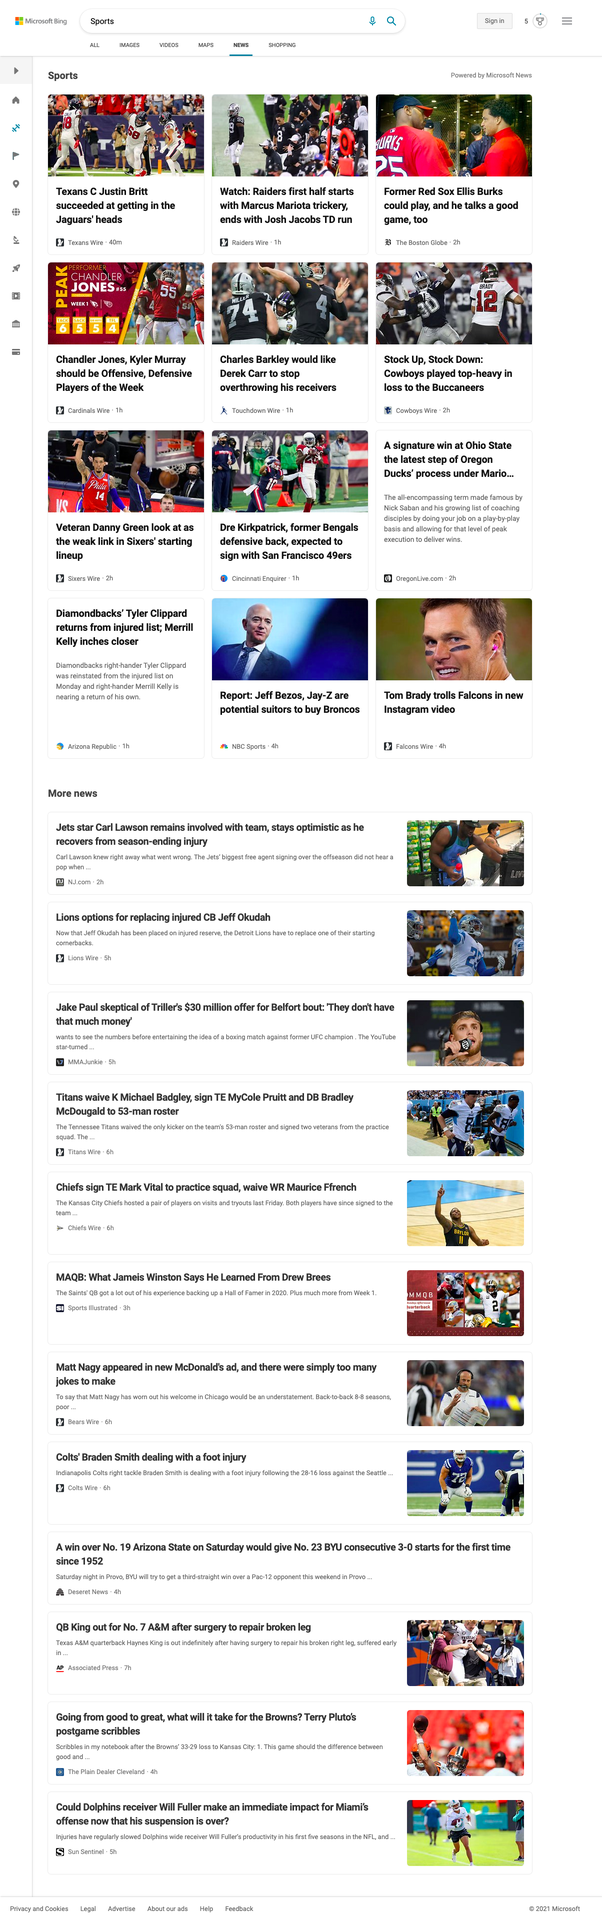 Microsoft Bing
Sports
Sign in
5
ALL
IMAGES
VIDEOS
MAPS
NEWS
SHOPPING
Sports
Powered by Microsoft News
Texans C Justin Britt
succeeded at getting in the
Jaguars' heads
Texans Wire · 40m
Watch: Raiders first half starts
with Marcus Mariota trickery,
ends with Josh Jacobs TD run
Raiders Wire · 1h
BURKS
25
Former Red Sox Ellis Burks
could play, and he talks a good
game, too
The Boston Globe · 2h
PEAK
PERFORMER
CHANDLER
JONES #55
WEEK 1
6 5 5 4
55
Chandler Jones, Kyler Murray
should be Offensive, Defensive
Players of the Week
Cardinals Wire · 1h
74
4
Charles Barkley would like
Derek Carr to stop
overthrowing his receivers
Touchdown Wire · 1h
BRADY
12
Stock Up, Stock Down:
Cowboys played top-heavy in
loss to the Buccaneers
Cowboys Wire · 2h
Phila
14
Veteran Danny Green look at as
the weak link in Sixers' starting
lineup
Sixers Wire · 2h
Dre Kirkpatrick, former Bengals
defensive back, expected to
sign with San Francisco 49ers
Cincinnati Enquirer · 1h
A signature win at Ohio State
the latest step of Oregon
Ducks' process under Mario...
The all-encompassing term made famous by
Nick Saban and his growing list of coaching
disciples by doing your job on a play-by-play
basis and allowing for that level of peak
execution to deliver wins.
OregonLive.com · 2h
Diamondbacks' Tyler Clippard
returns from injured list; Merrill
Kelly inches closer
Diamondbacks right-hander Tyler Clippard
was reinstated from the injured list on
Monday and right-hander Merrill Kelly is
nearing a return of his own.
Arizona Republic · 1h
Report: Jeff Bezos, Jay-Z are
potential suitors to buy Broncos
NBC Sports · 4h
Tom Brady trolls Falcons in new
Instagram video
Falcons Wire · 4h
More news
Jets star Carl Lawson remains involved with team, stays optimistic as he
recovers from season-ending injury
Carl Lawson knew right away what went wrong. The Jets' biggest free agent signing over the offseason did not hear a
pop when ...
NJ.com · 2h
Lions options for replacing injured CB Jeff Okudah
Now that Jeff Okudah has been placed on injured reserve, the Detroit Lions have to replace one of their starting
cornerbacks.
Lions Wire · 5h
Jake Paul skeptical of Triller's $30 million offer for Belfort bout: 'They don't have
that much money'
wants to see the numbers before entertaining the idea of a boxing match against former UFC champion . The YouTube
star-turned ...
MMAJunkie · 5h
Titans waive K Michael Badgley, sign TE MyCole Pruitt and DB Bradley
McDougald to 53-man roster
The Tennessee Titans waived the only kicker on the team's 53-man roster and signed two veterans from the practice
squad. The ...
Titans Wire · 6h
Chiefs sign TE Mark Vital to practice squad, waive WR Maurice Ffrench
The Kansas City Chiefs hosted a pair of players on visits and tryouts last Friday. Both players have since signed to the
team ...
Chiefs Wire · 6h
MAQB: What Jameis Winston Says He Learned From Drew Brees
The Saints' QB got a lot out of his experience backing up a Hall of Famer in 2020. Plus much more from Week 1.
Sports Illustrated · 3h
2
Matt Nagy appeared in new McDonald's ad, and there were simply too many
jokes to make
To say that Matt Nagy has worn out his welcome in Chicago would be an understatement. Back-to-back 8-8 seasons,
poor ...
Bears Wire · 6h
Colts' Braden Smith dealing with a foot injury
Indianapolis Colts right tackle Braden Smith is dealing with a foot injury following the 28-16 loss against the Seattle ...
Colts Wire · 6h
72
A win over No. 19 Arizona State on Saturday would give No. 23 BYU consecutive 3-0 starts for the first time
since 1952
Saturday night in Provo, BYU will try to get a third-straight win over a Pac-12 opponent this weekend in Provo ...
Deseret News · 4h
QB King out for No. 7 A&M after surgery to repair broken leg
Texas A&M quarterback Haynes King is out indefinitely after having surgery to repair his broken right leg, suffered early
in ...
AP Associated Press · 7h
Going from good to great, what will it take for the Browns? Terry Pluto's
postgame scribbles
Scribbles in my notebook after the Browns' 33-29 loss to Kansas City: 1. This game should the difference between
good and ...
The Plain Dealer Cleveland · 4h
Could Dolphins receiver Will Fuller make an immediate impact for Miami's
offense now that his suspension is over?
Injuries have regularly slowed Dolphins wide receiver Will Fuller's productivity in his first five seasons in the NFL, and ...
Sun Sentinel · 5h
Privacy and Cookies
Legal
Advertise
About our ads
Help
Feedback
© 2021 Microsoft